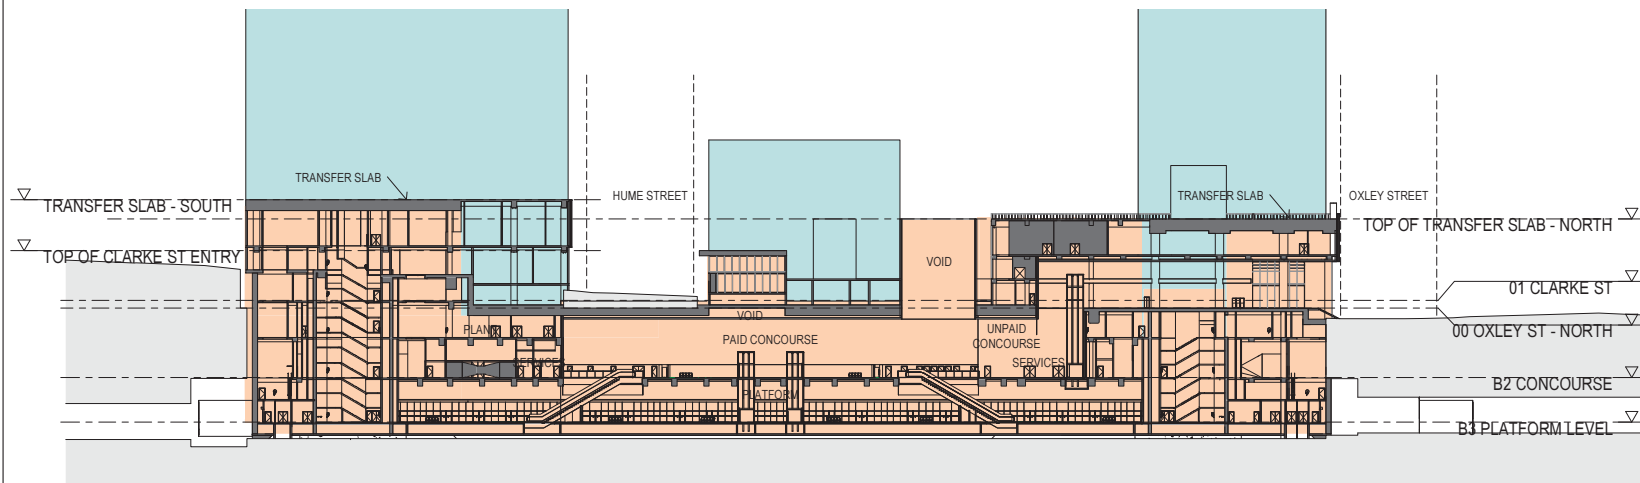 TRANSFER SLAB
HUME STREET
TRANSFER SLAB
OXLEY STREET
TRANSFER SLAB - SOUTH
TOP OF TRANSFER SLAB - NORTH
TOP OF CLARKE ST ENTRY
VOID
01 CLARKE ST
VOID
PLANT
PAID CONCOURSE
UNPAID
CONCOURSE
00 OXLEY ST - NORTH
SERVICES
SERVICES
B2 CONCOURSE
PLATFORM
B3 PLATFORM LEVEL